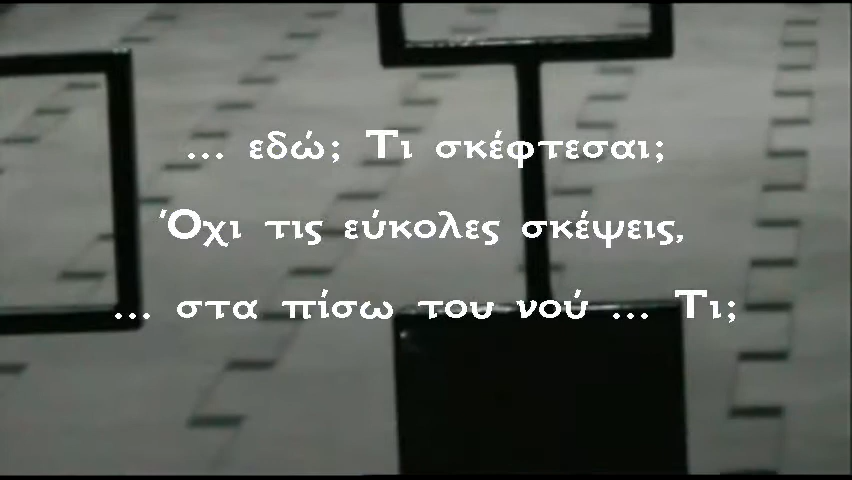 ... εδώ; Τι σκέφτεσαι;
Όχι τις εύκολες σκέψεις,
... στα πίσω του νού ... Τι;